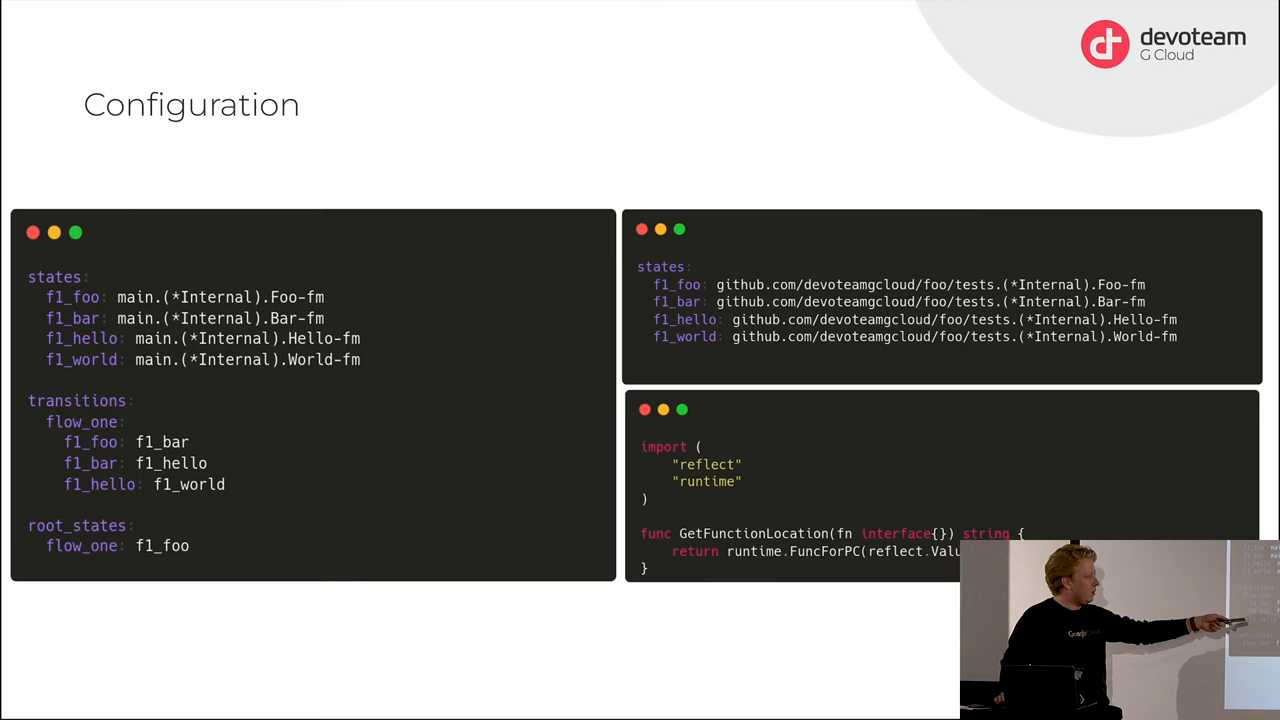 devoteam
G Cloud
Configuration
states:
f1_foo: main.(*Internal).Foo-fm
f1_bar: main.(*Internal).Bar-fm
f1_hello: main.(*Internal).Hello-fm
f1_world: main.(*Internal).World-fm
transitions:
flow_one:
f1_foo: f1_bar
f1_bar: f1_hello
f1_hello: f1_world
root_states:
flow_one: f1_foo
states:
f1_foo: github.com/devoteamgcloud/foo/tests.(*Internal).Foo-fm
f1_bar: github.com/devoteamgcloud/foo/tests.(*Internal).Bar-fm
f1_hello: github.com/devoteamgcloud/foo/tests.(*Internal).Hello-fm
f1_world: github.com/devoteamgcloud/foo/tests.(*Internal).World-fm
import (
"reflect"
"runtime"
)
func GetFunctionLocation(fn interface{}) string {
return runtime.FuncForPC(reflect.Valu
}